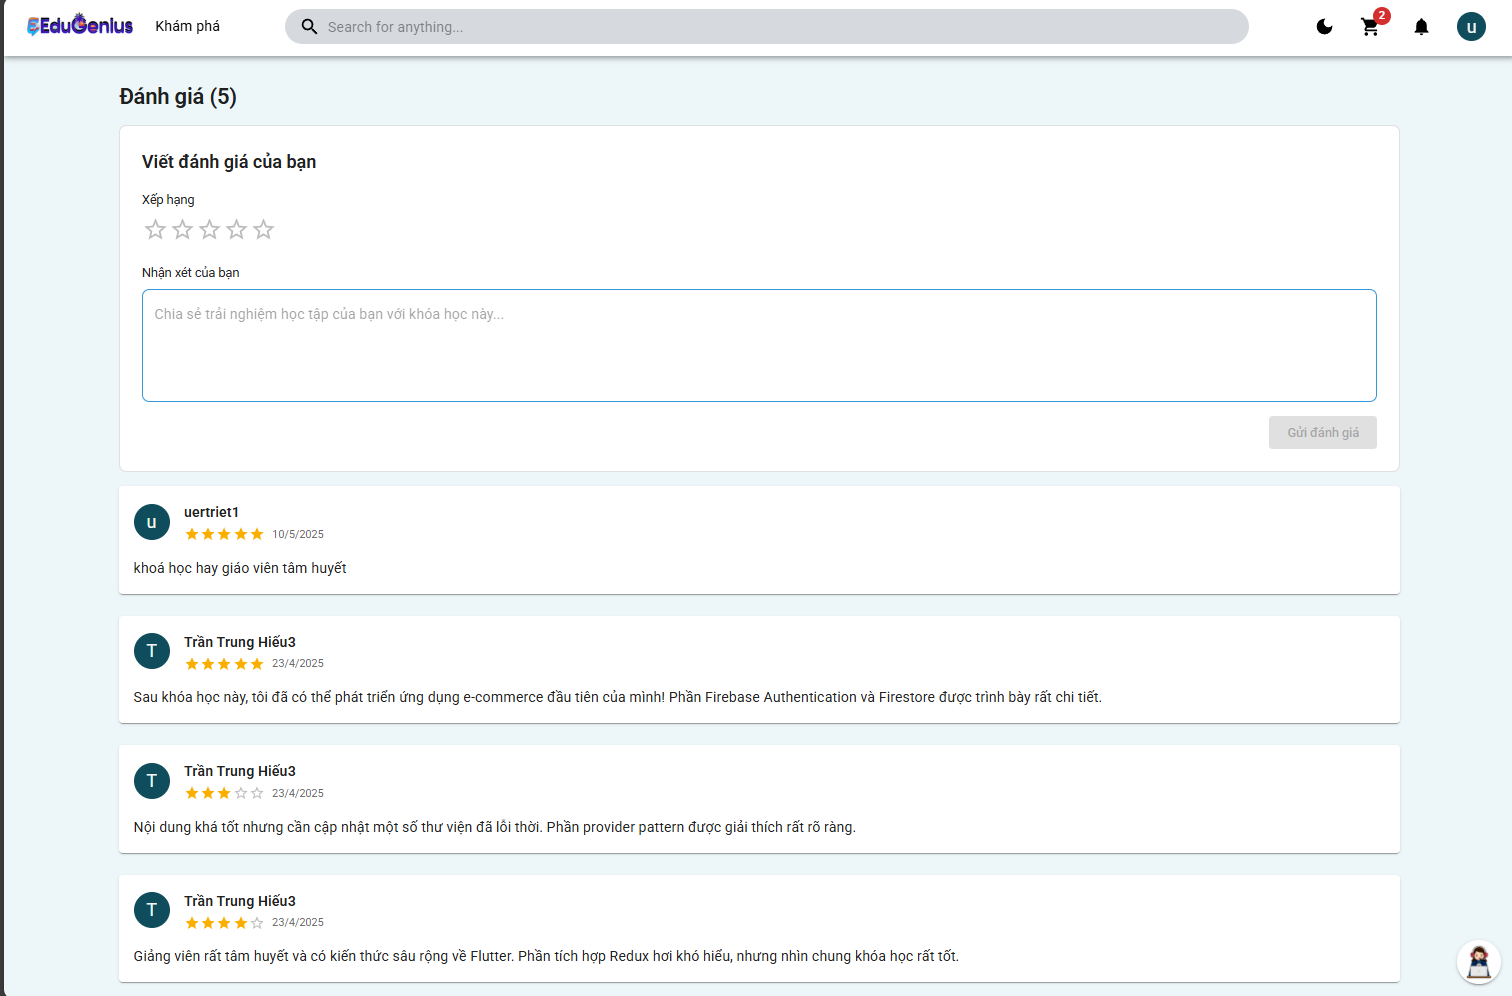 EduGenius
Khám phá
Search for anything...
2
u
Đánh giá (5)
Viết đánh giá của bạn
Xếp hạng
Nhận xét của bạn
Chia sẻ trải nghiệm học tập của bạn với khóa học này...
Gửi đánh giá
u
uertriet1
10/5/2025
khoá học hay giáo viên tâm huyết
T
Trần Trung Hiếu3
23/4/2025
Sau khóa học này, tôi đã có thể phát triển ứng dụng e-commerce đầu tiên của mình! Phần Firebase Authentication và Firestore được trình bày rất chi tiết.
T
Trần Trung Hiếu3
23/4/2025
Nội dung khá tốt nhưng cần cập nhật một số thư viện đã lỗi thời. Phần provider pattern được giải thích rất rõ ràng.
T
Trần Trung Hiếu3
23/4/2025
Giảng viên rất tâm huyết và có kiến thức sâu rộng về Flutter. Phần tích hợp Redux hơi khó hiểu, nhưng nhìn chung khóa học rất tốt.